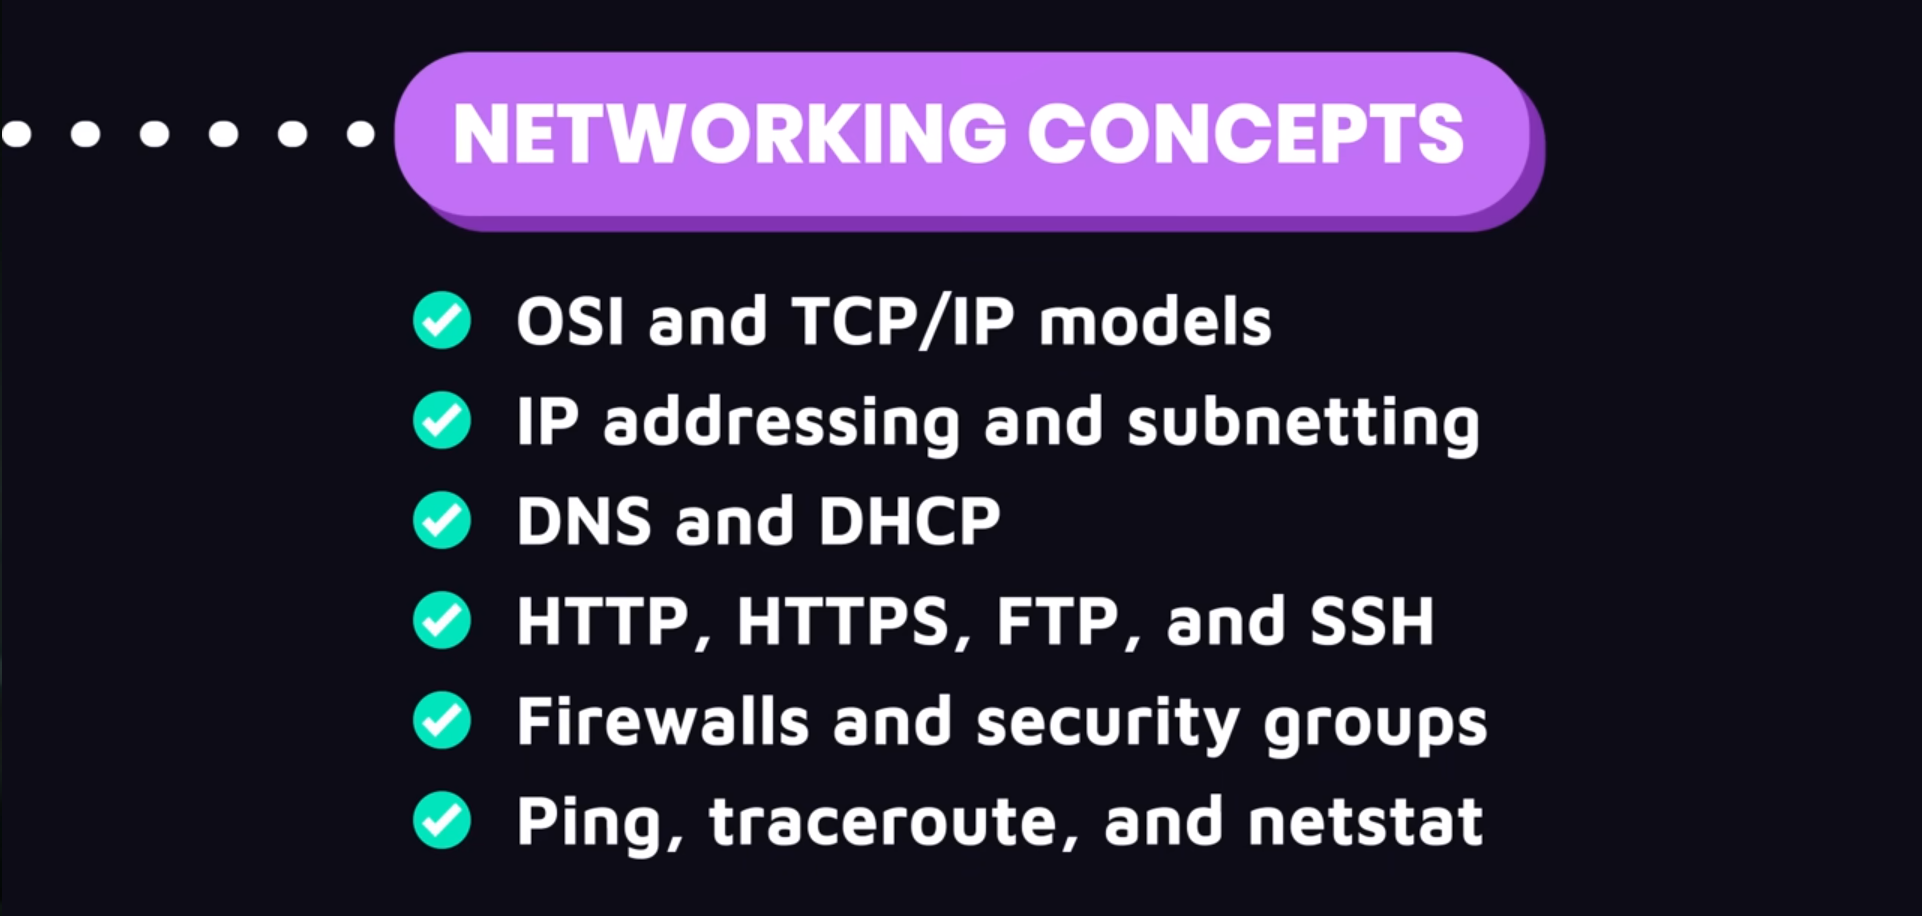 NETWORKING CONCEPTS
OSI and TCP/IP models
IP addressing and subnetting
DNS and DHCP
HTTP, HTTPS, FTP, and SSH
Firewalls and security groups
Ping, traceroute, and netstat